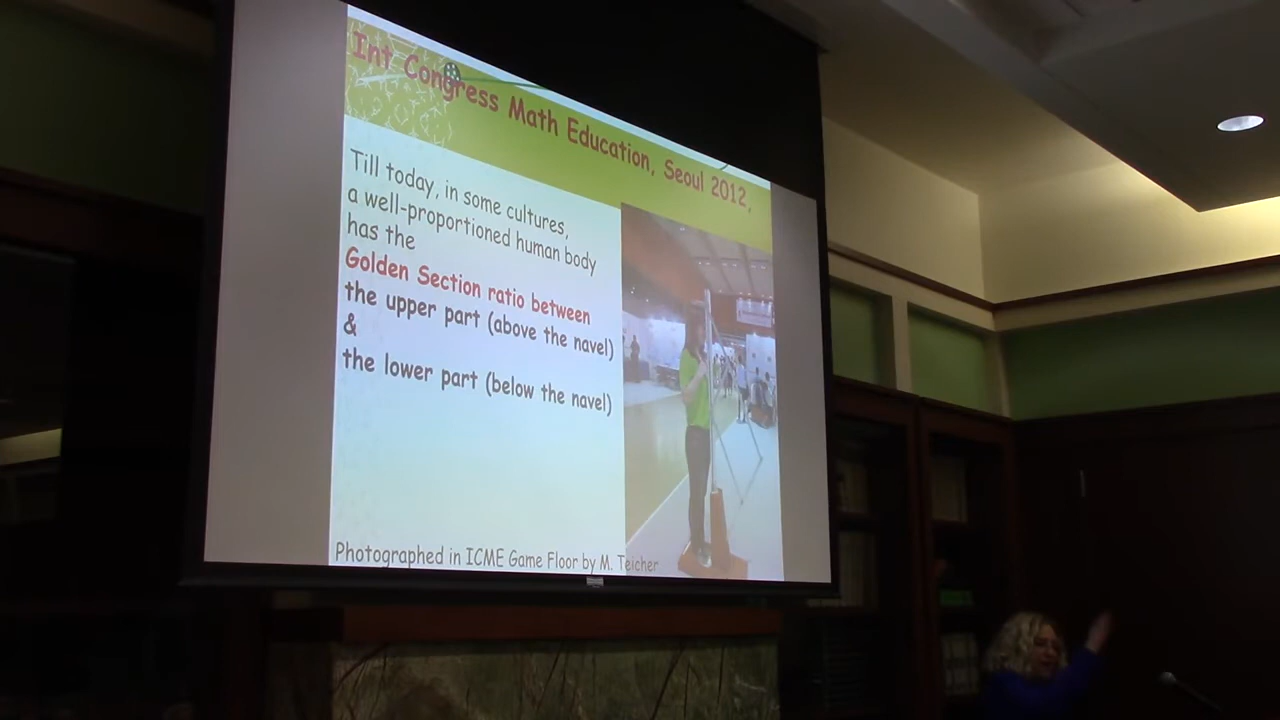 Int Congress Math Education, Seoul 2012,
Till today, in some cultures,
a well-proportioned human body
has the
Golden Section ratio between
the upper part (above the navel)
&
the lower part (below the navel)
Photographed in ICME Game Floor by M. Teicher